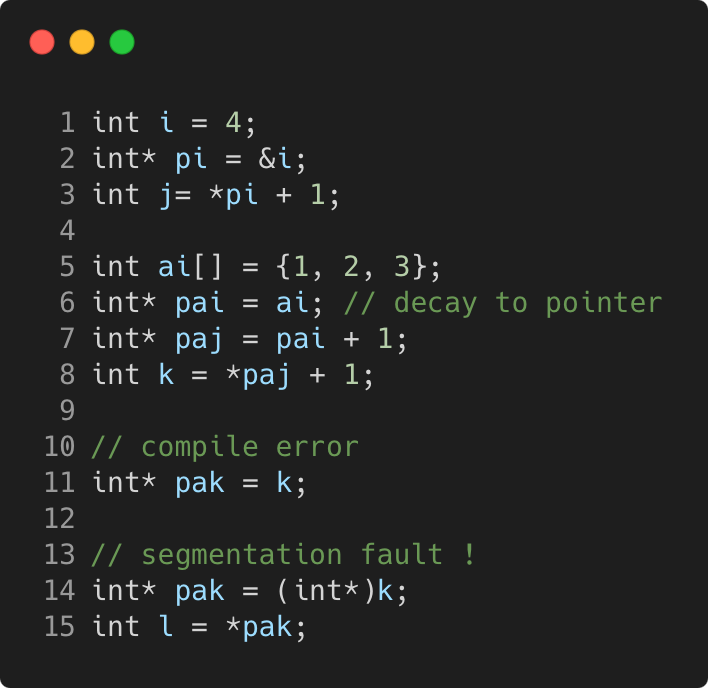 1 int i = 4;
2 int* pi = &i;
3 int j= *pi + 1;
4
5 int ai[] = {1, 2, 3};
6 int* pai = ai; // decay to pointer
7 int* paj = pai + 1;
8 int k = *paj + 1;
9
10 // compile error
11 int* pak = k;
12
13 // segmentation fault !
14 int* pak = (int*)k;
15 int l = *pak;